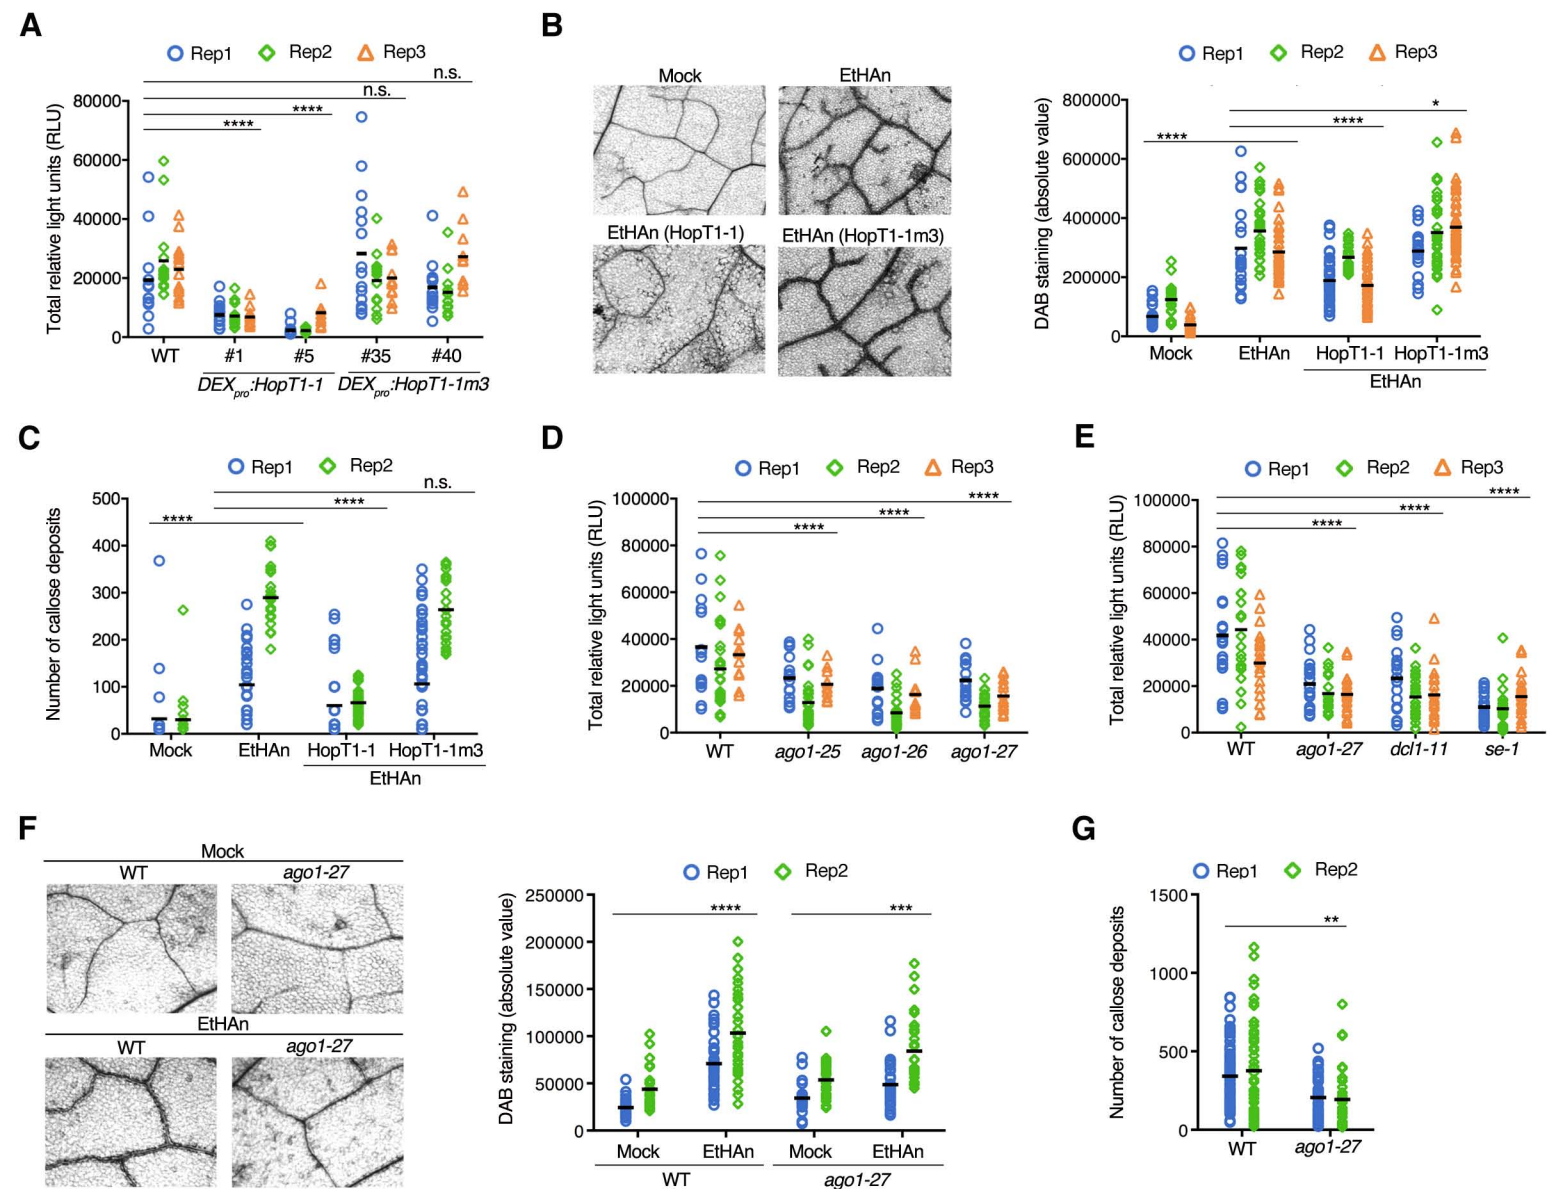 A
Rep1 Rep2 Rep3
n.s.
n.s.
****
****
Total relative light units (RLU)
80000
60000
40000
20000
0
WT #1 #5 #35 #40
DEXpro:HopT1-1 DEXpro:HopT1-1m3
B
Mock EtHAn
EtHAn (HopT1-1) EtHAn (HopT1-1m3)
Rep1 Rep2 Rep3
*
****
****
DAB staining (absolute value)
800000
600000
400000
200000
0
Mock EtHAn HopT1-1 HopT1-1m3
EtHAn
C
Rep1 Rep2
n.s.
****
****
Number of callose deposits
500
400
300
200
100
0
Mock EtHAn HopT1-1 HopT1-1m3
EtHAn
D
Rep1 Rep2 Rep3
****
****
****
Total relative light units (RLU)
100000
80000
60000
40000
20000
0
WT ago1-25 ago1-26 ago1-27
E
Rep1 Rep2 Rep3
****
****
****
Total relative light units (RLU)
100000
80000
60000
40000
20000
0
WT ago1-27 dcl1-11 se-1
F
Mock
WT ago1-27
EtHAn
WT ago1-27
Rep1 Rep2
**** ***
DAB staining (absolute value)
250000
200000
150000
100000
50000
0
Mock EtHAn Mock EtHAn
WT ago1-27
G
Rep1 Rep2
**
Number of callose deposits
1500
1000
500
0
WT ago1-27